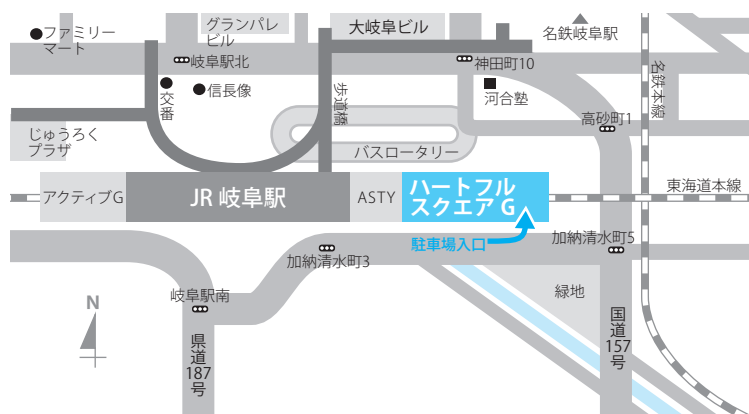 ファミリー
マート
グランパレ
ビル
大岐阜ビル
名鉄岐阜駅
岐阜駅北
神田町10
名鉄本線
交番
信長像
歩道橋
河合塾
高砂町1
じゅうろく
プラザ
バスロータリー
アクティブG
JR 岐阜駅
ASTY
ハートフル
スクエア G
東海道本線
駐車場入口
加納清水町5
加納清水町3
岐阜駅南
緑地
N
県道
187
号
国道
157
号